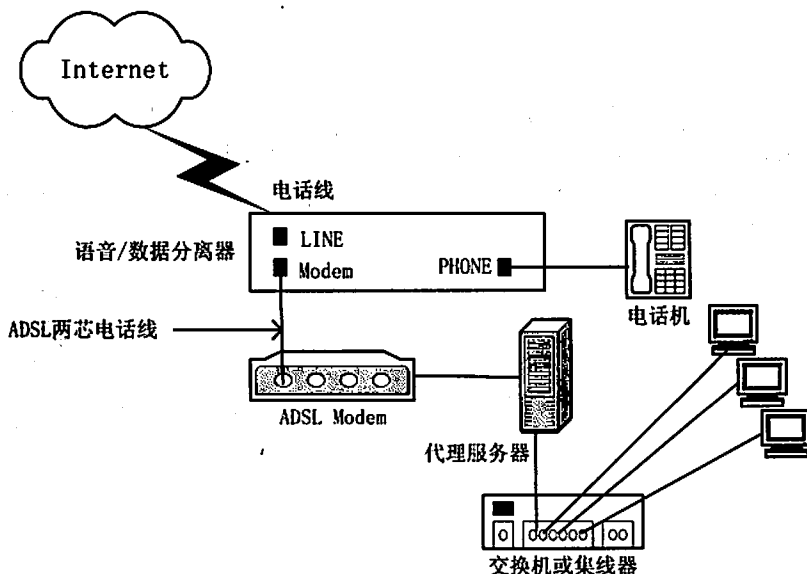 Internet
电话线
LINE
语音/数据分离器
Modem
PHONE
电话机
ADSL两芯电话线
ADSL Modem
代理服务器
交换机或集线器